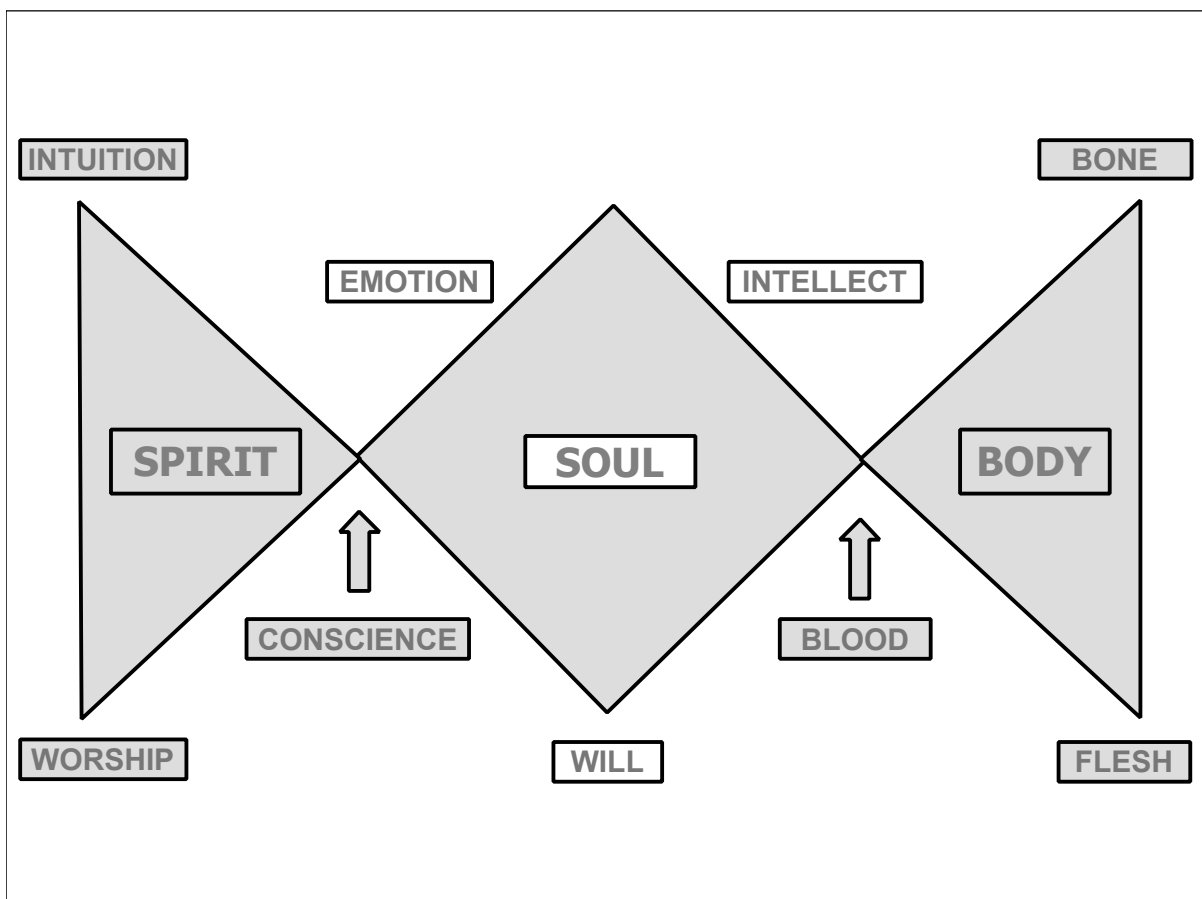 INTUITION
BONE
EMOTION
INTELLECT
SPIRIT
SOUL
BODY
CONSCIENCE
BLOOD
WORSHIP
WILL
FLESH